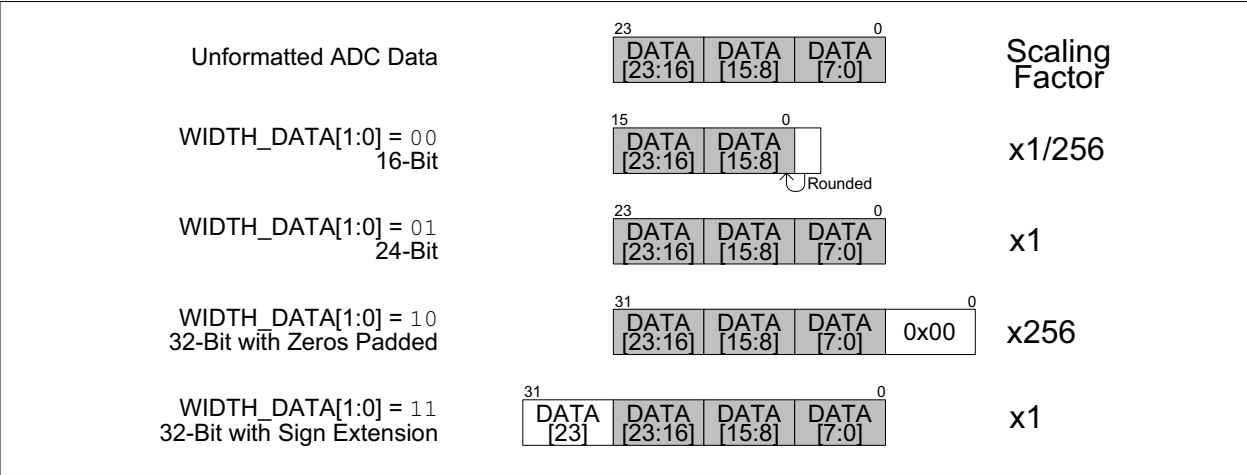 Unformatted ADC Data
23 0
DATA [23:16] DATA [15:8] DATA [7:0]
Scaling
Factor
WIDTH_DATA[1:0] = 00
16-Bit
15 0
DATA [23:16] DATA [15:8]
Rounded
x1/256
WIDTH_DATA[1:0] = 01
24-Bit
23 0
DATA [23:16] DATA [15:8] DATA [7:0]
x1
WIDTH_DATA[1:0] = 10
32-Bit with Zeros Padded
31 0
DATA [23:16] DATA [15:8] DATA [7:0] 0x00
x256
WIDTH_DATA[1:0] = 11
32-Bit with Sign Extension
31 0
DATA [23] DATA [23:16] DATA [15:8] DATA [7:0]
x1